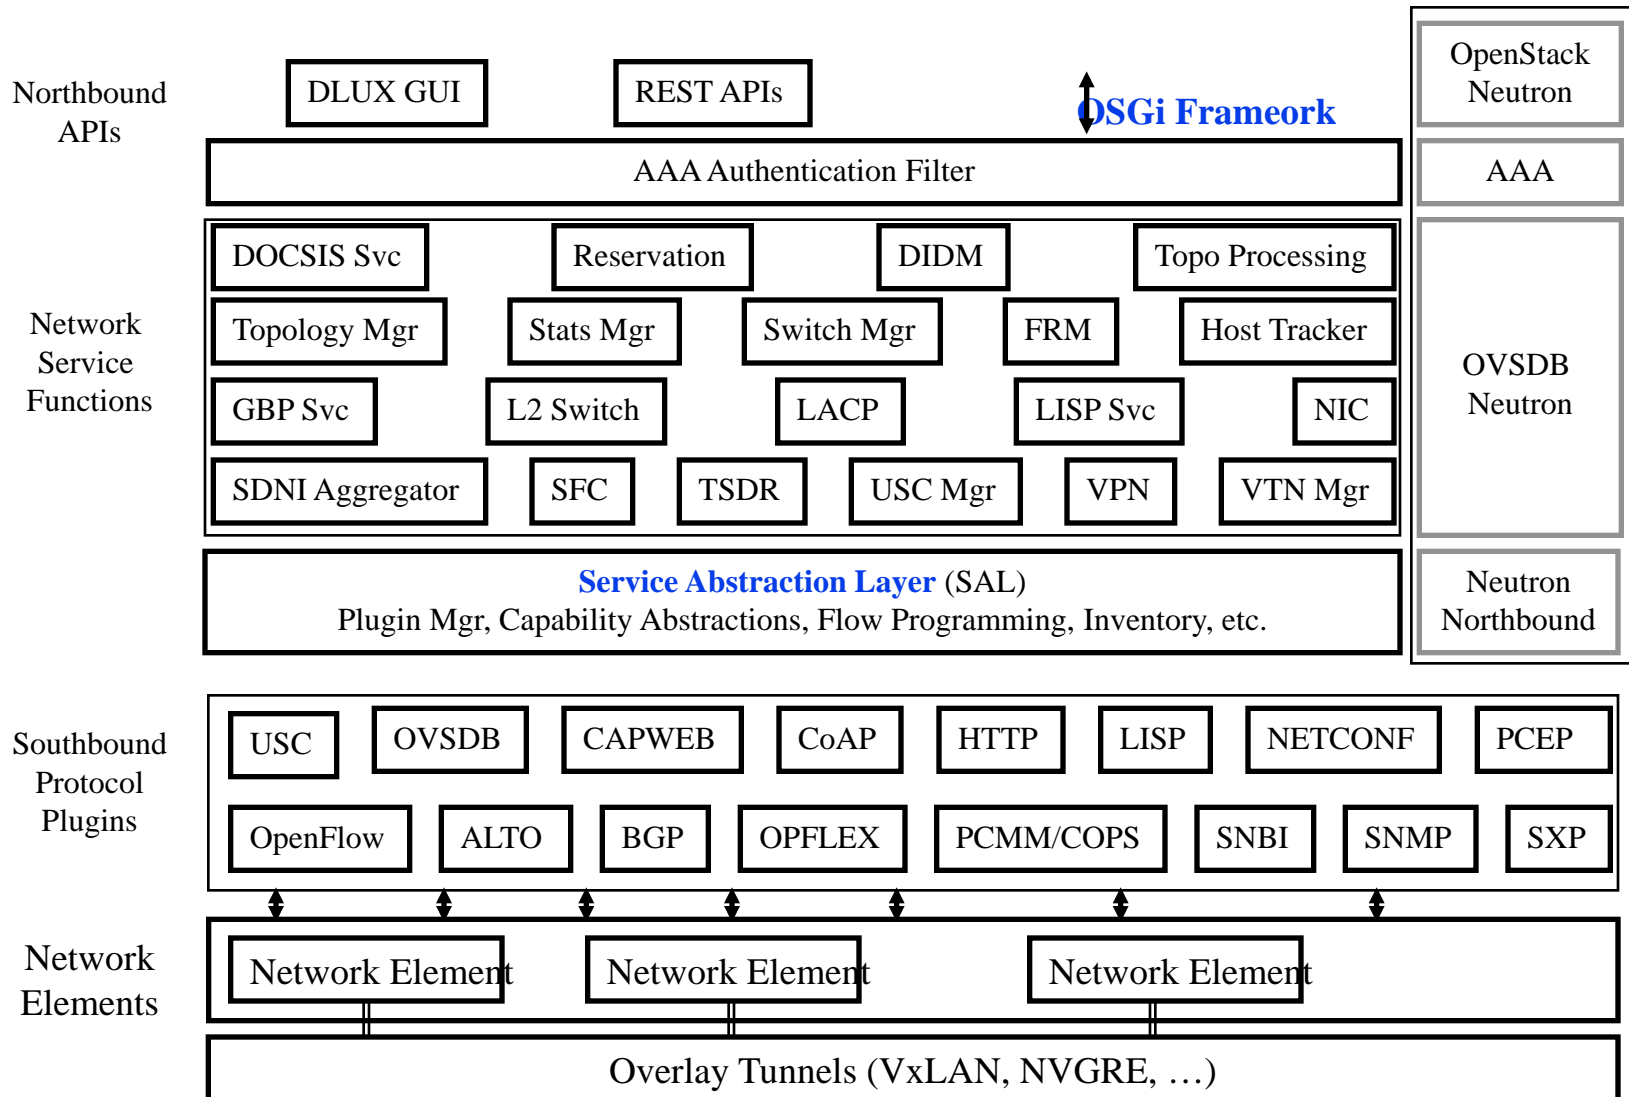 Northbound
APIs
DLUX GUI
REST APIs
OSGi Frameork
OpenStack
Neutron
AAA Authentication Filter
AAA
Network
Service
Functions
DOCSIS Svc
Reservation
DIDM
Topo Processing
Topology Mgr
Stats Mgr
Switch Mgr
FRM
Host Tracker
GBP Svc
L2 Switch
LACP
LISP Svc
NIC
SDNI Aggregator
SFC
TSDR
USC Mgr
VPN
VTN Mgr
OVSDB
Neutron
Service Abstraction Layer (SAL)
Plugin Mgr, Capability Abstractions, Flow Programming, Inventory, etc.
Neutron
Northbound
Southbound
Protocol
Plugins
USC
OVSDB
CAPWEB
CoAP
HTTP
LISP
NETCONF
PCEP
OpenFlow
ALTO
BGP
OPFLEX
PCMM/COPS
SNBI
SNMP
SXP
Network
Elements
Network Element
Network Element
Network Element
Overlay Tunnels (VxLAN, NVGRE, …)